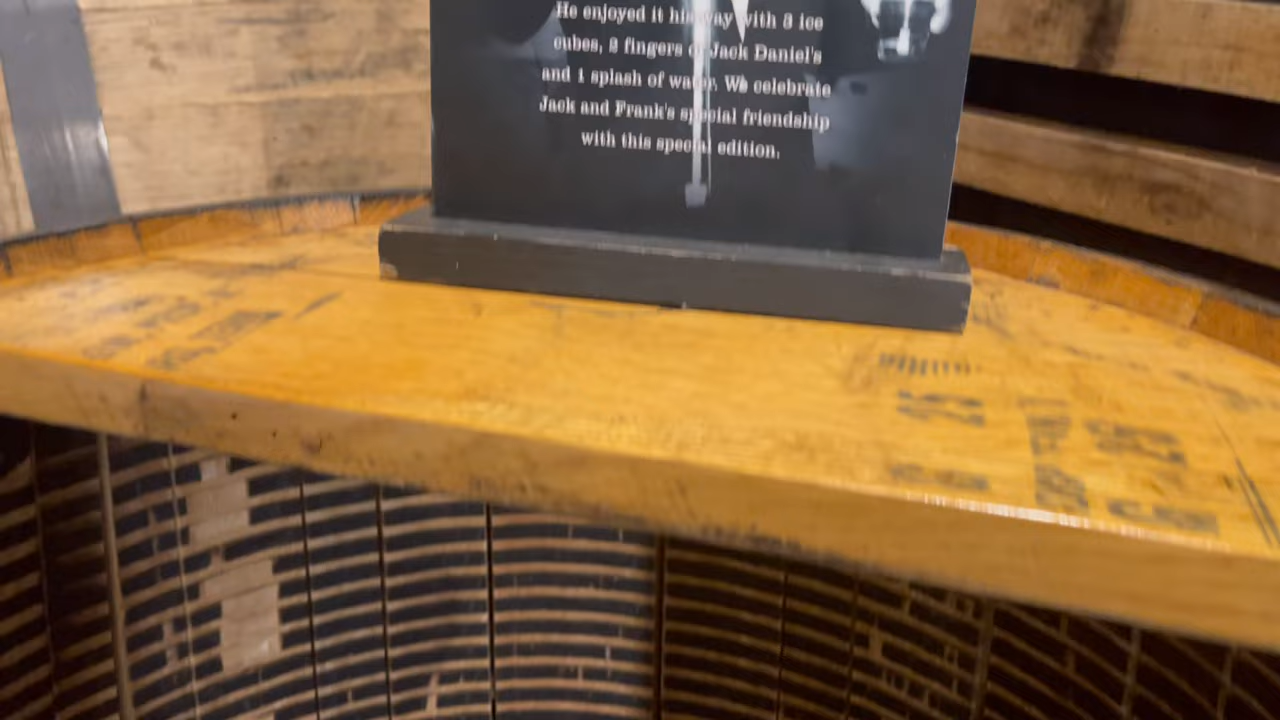 He enjoyed it his way with 3 ice
cubes, 2 fingers of Jack Daniel's
and 1 splash of water. We celebrate
Jack and Frank's special friendship
with this special edition.